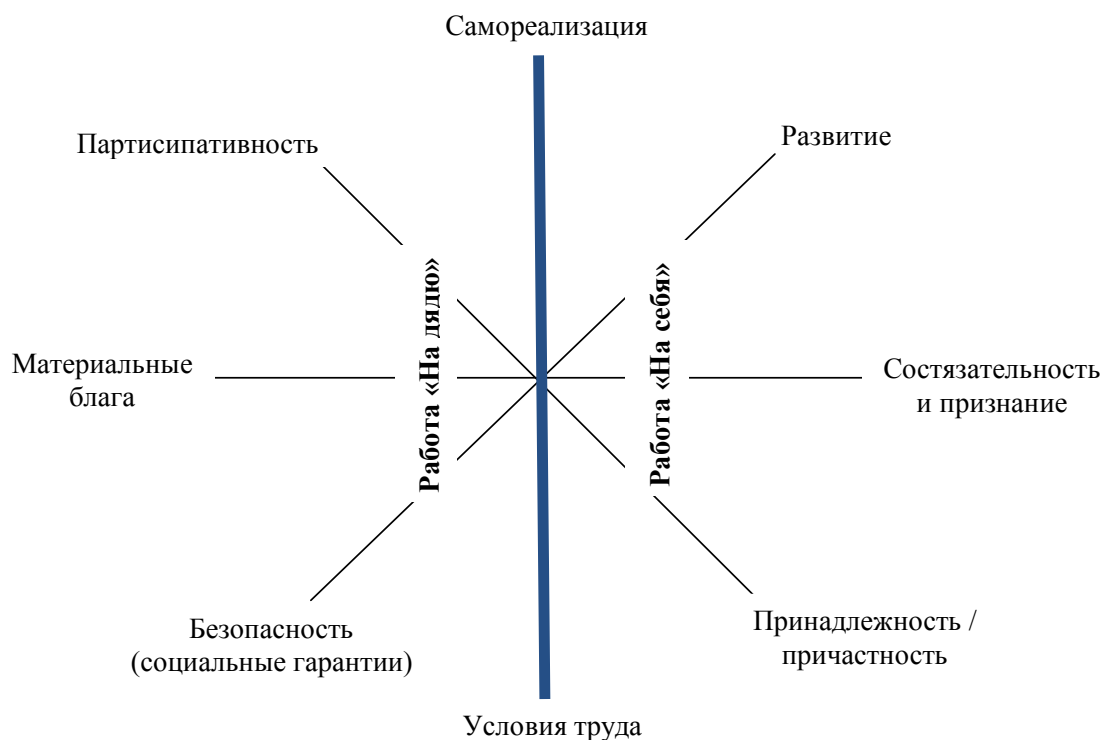 Самореализация
Партисипативность
Развитие
Работа «На дядю»
Работа «На себя»
Материальные
блага
Состязательность
и признание
Безопасность
(социальные гарантии)
Принадлежность /
причастность
Условия труда